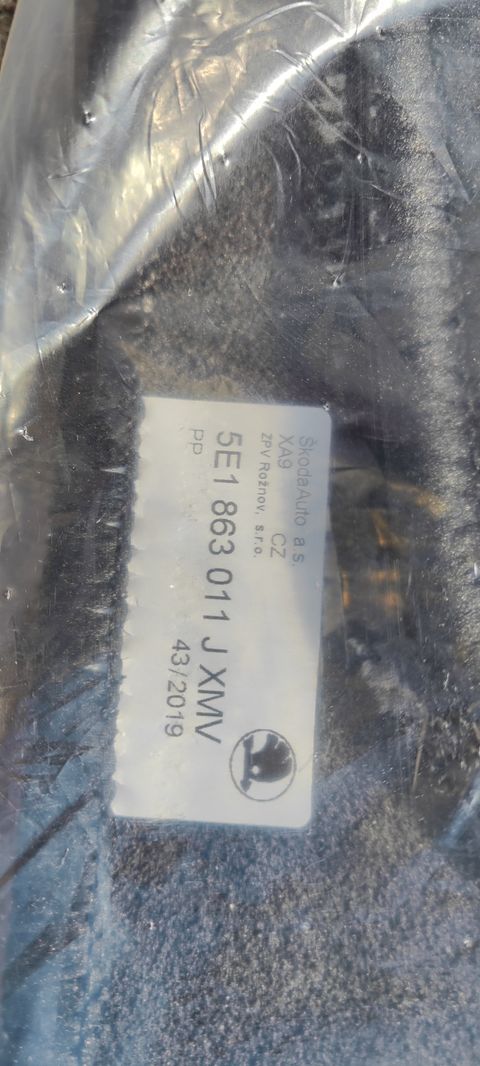 ŠkodaAuto a s.
XA9 CZ
ZPV Rožnov, s.r.o.
5E1 863 011 J XMV
PP
43/2019